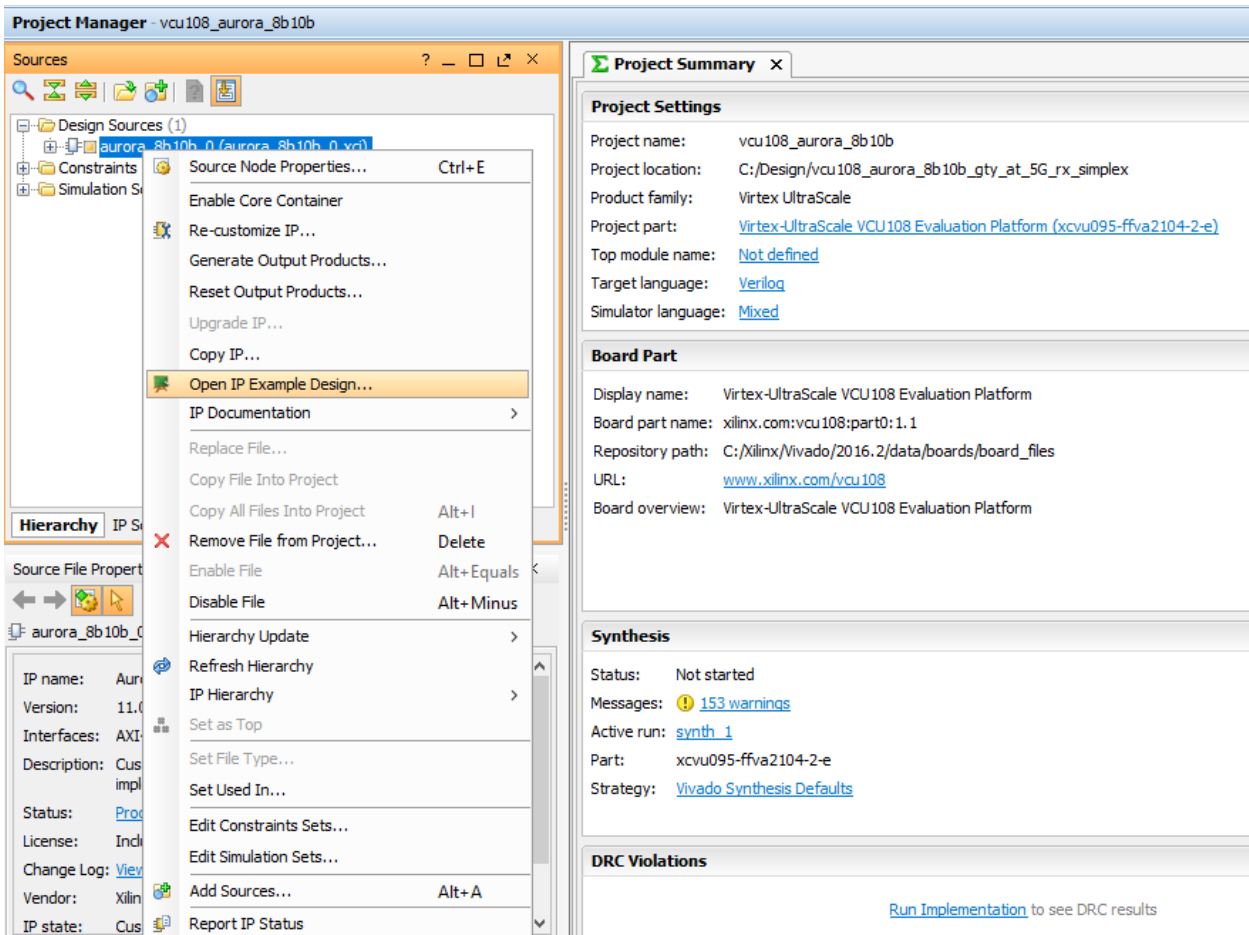 Project Manager - vcu108_aurora_8b10b
Sources
Design Sources (1)
aurora_8b10b_0 (aurora_8b10b_0.xci)
Constraints
Simulation
Source Node Properties... Ctrl+E
Enable Core Container
Re-customize IP...
Generate Output Products...
Reset Output Products...
Upgrade IP...
Copy IP...
Open IP Example Design...
IP Documentation
Replace File...
Copy File Into Project
Copy All Files Into Project Alt+I
Remove File from Project... Delete
Enable File Alt+Equals
Disable File Alt+Minus
Hierarchy Update
Refresh Hierarchy
IP Hierarchy
Set as Top
Set File Type...
Set Used In...
Edit Constraints Sets...
Edit Simulation Sets...
Add Sources... Alt+A
Report IP Status
Hierarchy IP
Source File Propert
aurora_8b10b_
IP name:
Version: 11.
Interfaces: AXI
Description: Cus
impl
Status:
License:
Change Log: View
Vendor: Xilin
IP state: Cus
Project Summary
Project Settings
Project name: vcu108_aurora_8b10b
Project location: C:/Design/vcu108_aurora_8b10b_gty_at_5G_rx_simplex
Product family: Virtex UltraScale
Project part: Virtex-UltraScale VCU108 Evaluation Platform (xcvu095-ffva2104-2-e)
Top module name: Not defined
Target language: Verilog
Simulator language: Mixed
Board Part
Display name: Virtex-UltraScale VCU108 Evaluation Platform
Board part name: xilinx.com:vcu108:part0:1.1
Repository path: C:/Xilinx/Vivado/2016.2/data/boards/board_files
URL: www.xilinx.com/vcu108
Board overview: Virtex-UltraScale VCU108 Evaluation Platform
Synthesis
Status: Not started
Messages: 153 warnings
Active run: synth_1
Part: xcvu095-ffva2104-2-e
Strategy: Vivado Synthesis Defaults
DRC Violations
Run Implementation to see DRC results